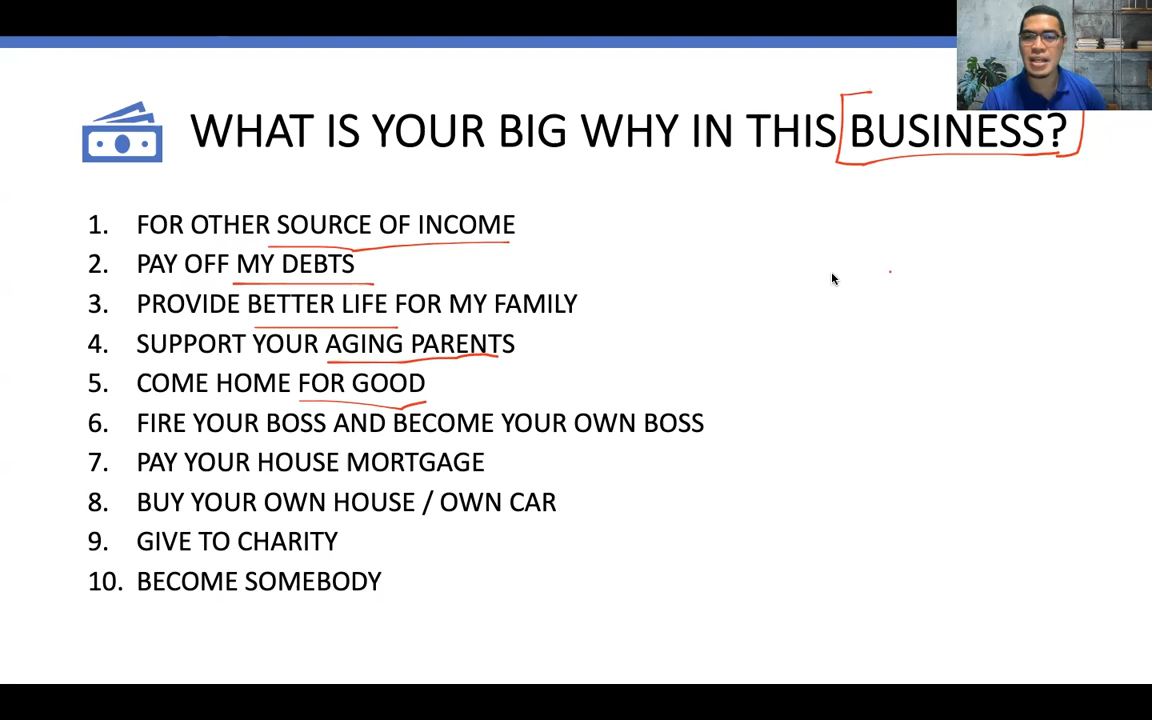 WHAT IS YOUR BIG WHY IN THIS BUSINESS?
1. FOR OTHER SOURCE OF INCOME
2. PAY OFF MY DEBTS
3. PROVIDE BETTER LIFE FOR MY FAMILY
4. SUPPORT YOUR AGING PARENTS
5. COME HOME FOR GOOD
6. FIRE YOUR BOSS AND BECOME YOUR OWN BOSS
7. PAY YOUR HOUSE MORTGAGE
8. BUY YOUR OWN HOUSE / OWN CAR
9. GIVE TO CHARITY
10. BECOME SOMEBODY